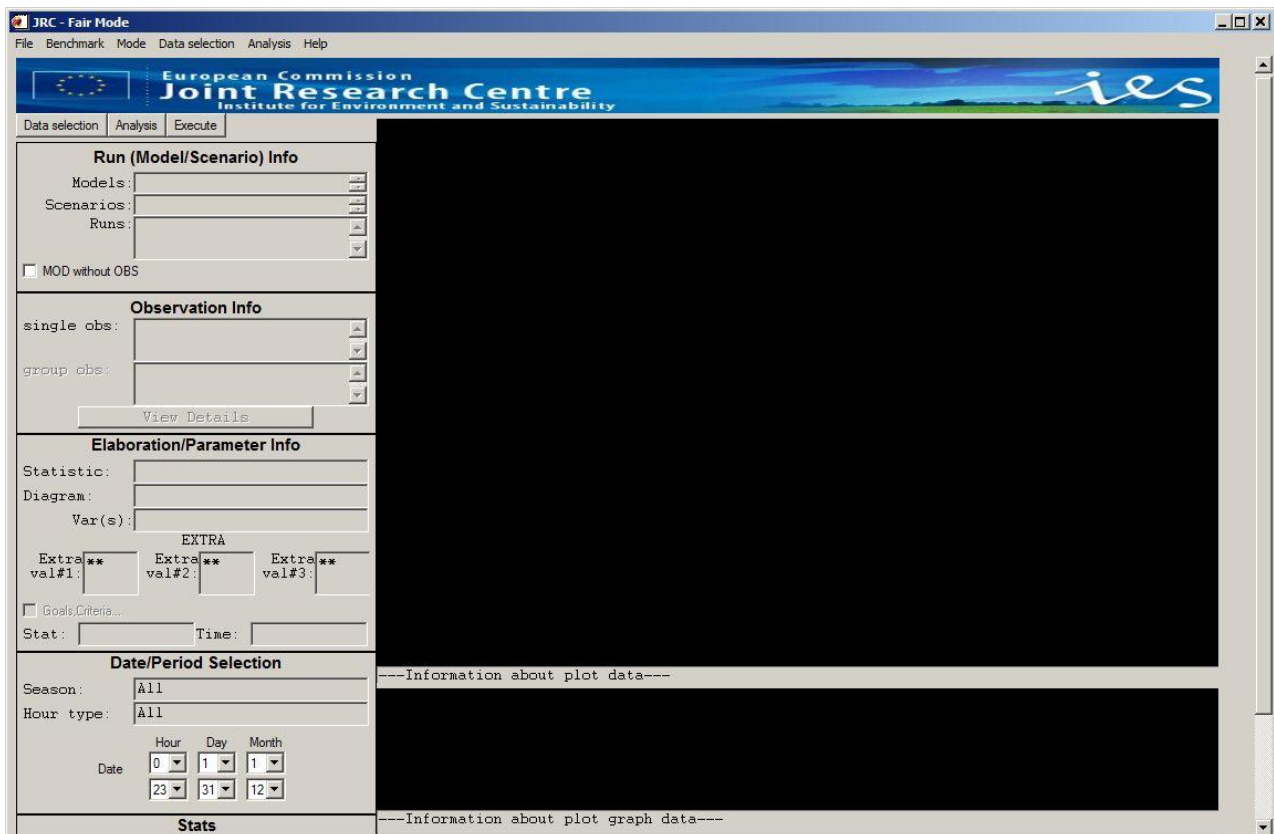 JRC - Fair Mode
File Benchmark Mode Data selection Analysis Help
European Commission
Joint Research Centre
Institute for Environment and Sustainability
ies
Data selection Analysis Execute
Run (Model/Scenario) Info
Models:
Scenarios:
Runs:
MOD without OBS
Observation Info
single obs:
group obs:
View Details
Elaboration/Parameter Info
Statistic:
Diagram:
Var(s):
EXTRA
Extra val#1: ** Extra val#2: ** Extra val#3: **
Goals,Criteria...
Stat: Time:
Date/Period Selection
Season: All
Hour type: All
Hour Day Month
Date 0 1 1
23 31 12
Stats
---Information about plot data---
---Information about plot graph data---